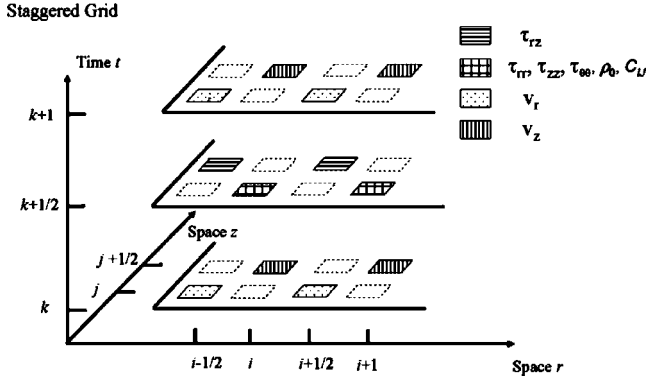 Staggered Grid
Time t
τrz
τrr, τzz, τθθ, ρ0, CIJ
vr
vz
k+1
k+1/2
Space z
j+1/2
j
k
i-1/2
i
i+1/2
i+1
Space r